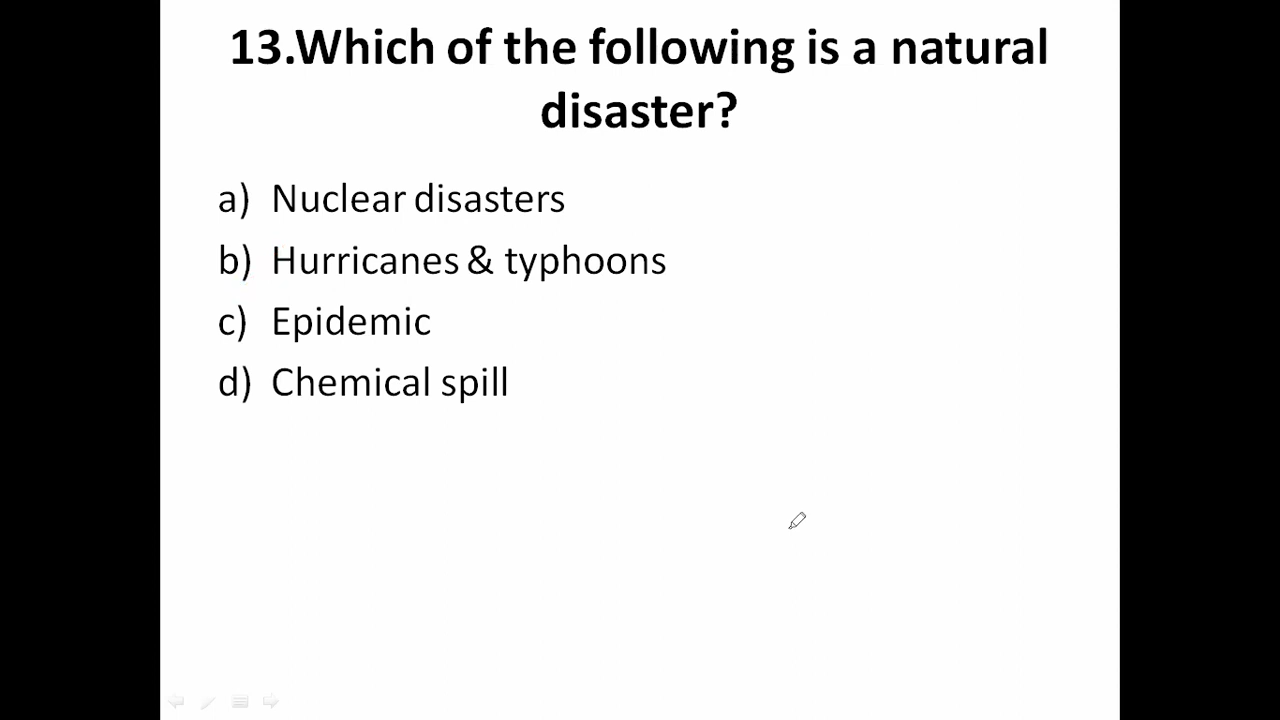 13.Which of the following is a natural
disaster?
a) Nuclear disasters
b) Hurricanes & typhoons
c) Epidemic
d) Chemical spill